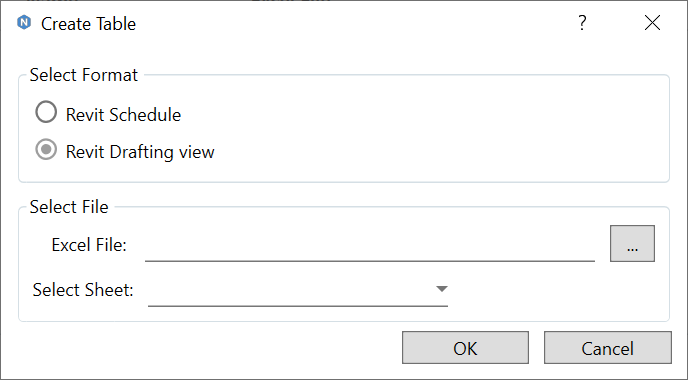 Create Table
?
Select Format
Revit Schedule
Revit Drafting view
Select File
Excel File:
...
Select Sheet:
OK Cancel